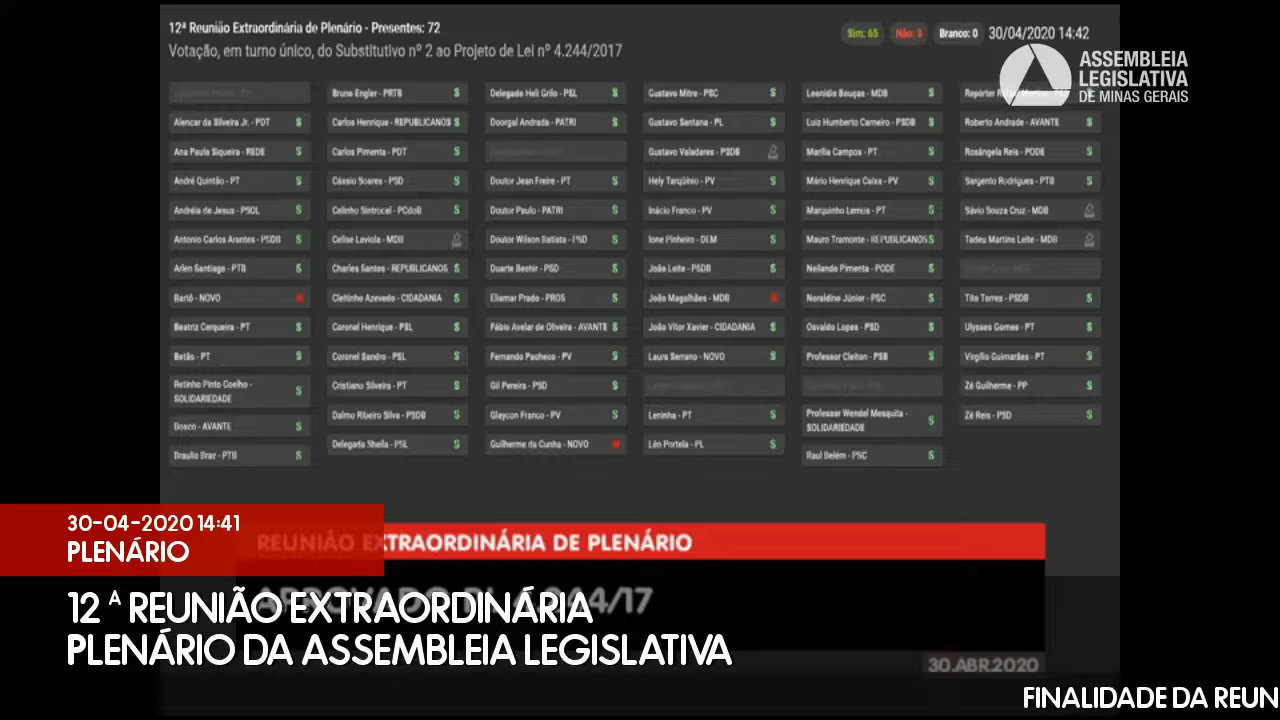 12ª Reunião Extraordinária de Plenário - Presentes: 72
Votação, em turno único, do Substitutivo nº 2 ao Projeto de Lei nº 4.244/2017
Sim: 65
Não: 3
Branco: 0
30/04/2020 14:42
ASSEMBLEIA
LEGISLATIVA
DE MINAS GERAIS
Alencar da Silveira Jr. - PDT S
Ana Paula Siqueira - REDE S
André Quintão - PT S
Andréia de Jesus - PSOL S
Antonio Carlos Arantes - PSDB S
Arlen Santiago - PTB S
Bartô - NOVO
Beatriz Cerqueira - PT S
Betão - PT S
Betinho Pinto Coelho -
SOLIDARIEDADE S
Bosco - AVANTE S
Braulio Braz - PTB S
Bruno Engler - PRTB S
Carlos Henrique - REPUBLICANOS S
Carlos Pimenta - PDT S
Cássio Soares - PSD S
Celinho Sintrocel - PCdoB S
Celise Laviola - MDB
Charles Santos - REPUBLICANOS S
Cleitinho Azevedo - CIDADANIA S
Coronel Henrique - PSL S
Coronel Sandro - PSL S
Cristiano Silveira - PT S
Dalmo Ribeiro Silva - PSDB S
Delegada Sheila - PSL S
Delegado Heli Grilo - PSL S
Doorgal Andrada - PATRI S
Doutor Jean Freire - PT S
Doutor Paulo - PATRI S
Doutor Wilson Batista - PSD S
Duarte Bechir - PSD S
Elismar Prado - PROS S
Fábio Avelar de Oliveira - AVANTE S
Fernando Pacheco - PV S
Gil Pereira - PSD S
Glaycon Franco - PV S
Guilherme da Cunha - NOVO
Gustavo Mitre - PSC S
Gustavo Santana - PL S
Gustavo Valadares - PSDB
Hely Tarqüínio - PV S
Inácio Franco - PV S
Ione Pinheiro - DEM S
João Leite - PSDB S
João Magalhães - MDB
João Vítor Xavier - CIDADANIA S
Laura Serrano - NOVO S
Leninha - PT S
Léo Portela - PL S
Leonídio Bouças - MDB S
Luiz Humberto Carneiro - PSDB S
Marília Campos - PT S
Mário Henrique Caixa - PV S
Marquinho Lemos - PT S
Mauro Tramonte - REPUBLICANOS S
Neilando Pimenta - PODE S
Noraldino Júnior - PSC S
Osvaldo Lopes - PSD S
Professor Cleiton - PSB S
Professor Wendel Mesquita -
SOLIDARIEDADE S
Raul Belém - PSC S
Repórter
Roberto Andrade - AVANTE S
Rosângela Reis - PODE S
Sargento Rodrigues - PTB S
Sávio Souza Cruz - MDB
Tadeu Martins Leite - MDB
Tito Torres - PSDB S
Ulysses Gomes - PT S
Virgílio Guimarães - PT S
Zé Guilherme - PP S
Zé Reis - PSD S
30-04-2020 14:41
PLENÁRIO
REUNIÃO EXTRAORDINÁRIA DE PLENÁRIO
12 ª REUNIÃO EXTRAORDINÁRIA
PLENÁRIO DA ASSEMBLEIA LEGISLATIVA
30.ABR.2020
FINALIDADE DA REUN